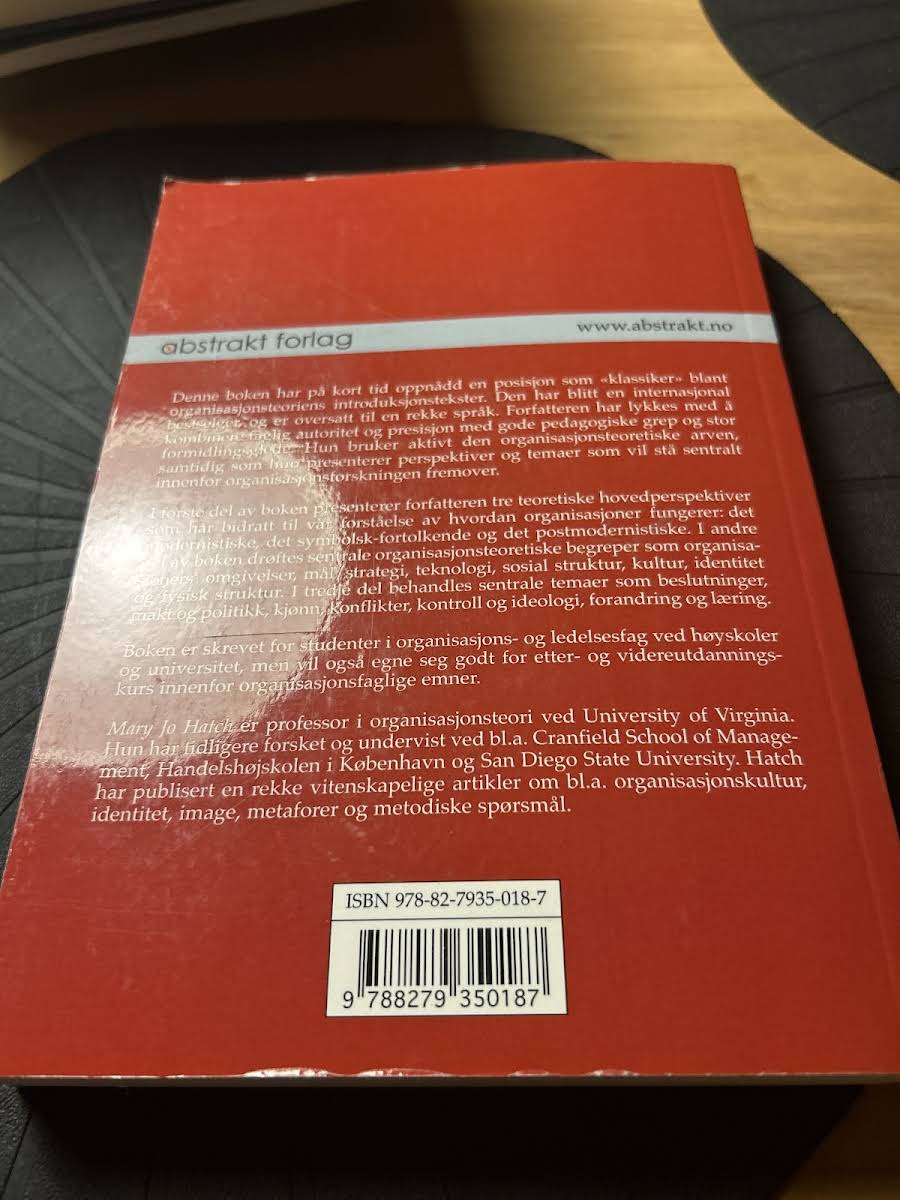 abstrakt forlag
www.abstrakt.no
Denne boken har på kort tid oppnådd en posisjon som «klassiker» blant
organisasjonsteoriens introduksjonstekster. Den har blitt en internasjonal
bestselger, og er oversatt til en rekke språk. Forfatteren har lykkes med å
kombinere faglig autoritet og presisjon med gode pedagogiske grep og stor
formidlingsglede. Hun bruker aktivt den organisasjonsteoretiske arven,
samtidig som hun presenterer perspektiver og temaer som vil stå sentralt
innenfor organisasjonsforskningen fremover.
I første del av boken presenterer forfatteren tre teoretiske hovedperspektiver
som har bidratt til vår forståelse av hvordan organisasjoner fungerer: det
modernistiske, det symbolsk-fortolkende og det postmodernistiske. I andre
del av boken drøftes sentrale organisasjonsteoretiske begreper som organisa-
sjoners omgivelser, mål, strategi, teknologi, sosial struktur, kultur, identitet
og fysisk struktur. I tredje del behandles sentrale temaer som beslutninger,
makt og politikk, kjønn, konflikter, kontroll og ideologi, forandring og læring.
Boken er skrevet for studenter i organisasjons- og ledelsesfag ved høyskoler
og universitet, men vil også egne seg godt for etter- og videreutdannings-
kurs innenfor organisasjonsfaglige emner.
Mary Jo Hatch er professor i organisasjonsteori ved University of Virginia.
Hun har tidligere forsket og undervist ved bl.a. Cranfield School of Manage-
ment, Handelshøjskolen i København og San Diego State University. Hatch
har publisert en rekke vitenskapelige artikler om bl.a. organisasjonskultur,
identitet, image, metaforer og metodiske spørsmål.
ISBN 978-82-7935-018-7
9 788279 350187